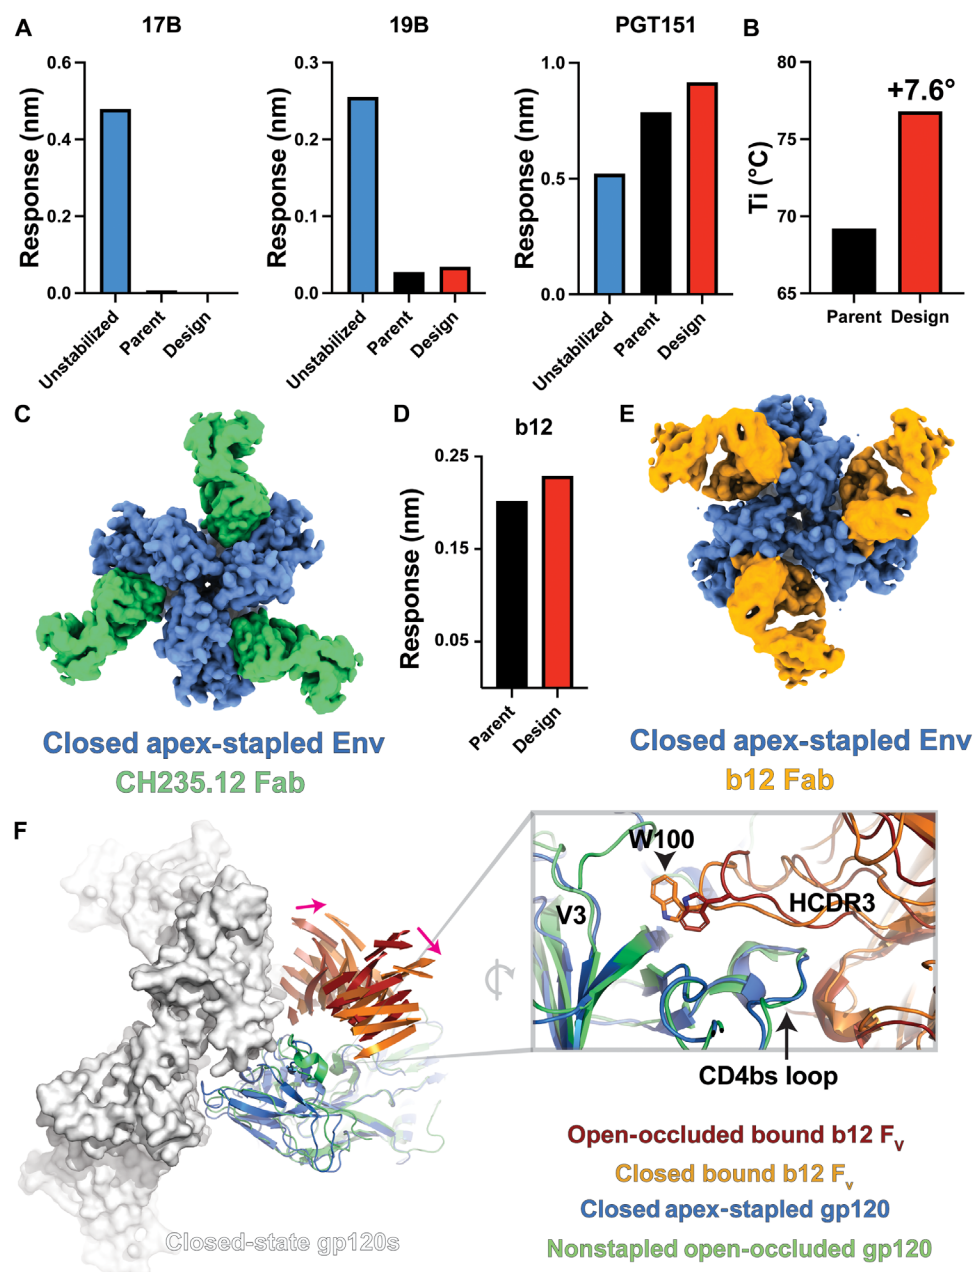 A
17B
Response (nm)
0.6
0.4
0.2
0.0
Unstabilized
Parent
Design
19B
Response (nm)
0.3
0.2
0.1
0.0
Unstabilized
Parent
Design
PGT151
Response (nm)
1.0
0.5
0.0
Unstabilized
Parent
Design
B
Ti (°C)
80
75
70
65
+7.6°
Parent Design
C
Closed apex-stapled Env
CH235.12 Fab
D
b12
Response (nm)
0.25
0.15
0.05
Parent
Design
E
Closed apex-stapled Env
b12 Fab
F
W100
V3
HCDR3
CD4bs loop
Closed-state gp120s
Open-occluded bound b12 Fv
Closed bound b12 Fv
Closed apex-stapled gp120
Nonstapled open-occluded gp120